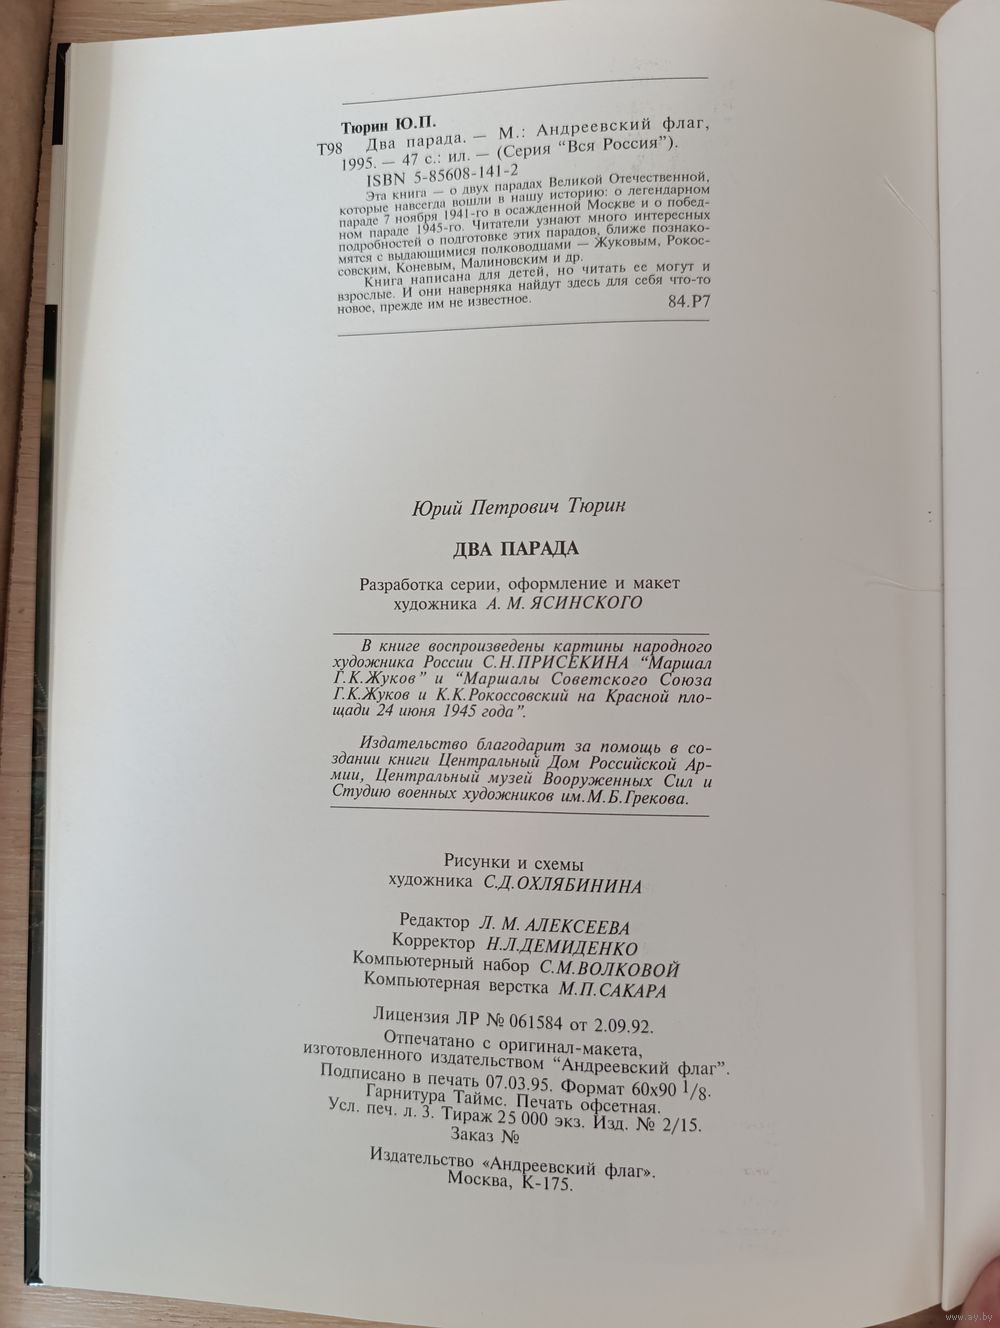 Тюрин Ю.П.
Т98 Два парада. — М.: Андреевский флаг,
1995. — 47 с.: ил. — (Серия “Вся Россия”).
ISBN 5-85608-141-2
Эта книга — о двух парадах Великой Отечественной,
которые навсегда вошли в нашу историю: о легендарном
параде 7 ноября 1941-го в осажденной Москве и о побед-
ном параде 1945-го. Читатели узнают много интересных
подробностей о подготовке этих парадов, ближе познако-
мятся с выдающимися полководцами — Жуковым, Рокос-
совским, Коневым, Малиновским и др.
Книга написана для детей, но читать ее могут и
взрослые. И они наверняка найдут здесь для себя что-то
новое, прежде им не известное.
84.Р7
Юрий Петрович Тюрин
ДВА ПАРАДА
Разработка серии, оформление и макет
художника А. М. ЯСИНСКОГО
В книге воспроизведены картины народного
художника России С.Н.ПРИСЕКИНА “Маршал
Г.К.Жуков” и “Маршалы Советского Союза
Г.К.Жуков и К.К.Рокоссовский на Красной пло-
щади 24 июня 1945 года”.
Издательство благодарит за помощь в со-
здании книги Центральный Дом Российской Ар-
мии, Центральный музей Вооруженных Сил и
Студию военных художников им.М.Б.Грекова.
Рисунки и схемы
художника С.Д.ОХЛЯБИНИНА
Редактор Л. М. АЛЕКСЕЕВА
Корректор Н.Л.ДЕМИДЕНКО
Компьютерный набор С.М.ВОЛКОВОЙ
Компьютерная верстка М.П.САКАРА
Лицензия ЛР № 061584 от 2.09.92.
Отпечатано с оригинал-макета,
изготовленного издательством “Андреевский флаг”.
Подписано в печать 07.03.95. Формат 60х90 1/8.
Гарнитура Таймс. Печать офсетная.
Усл. печ. л. 3. Тираж 25 000 экз. Изд. № 2/15.
Заказ №
Издательство «Андреевский флаг».
Москва, К-175.
www.ay.by